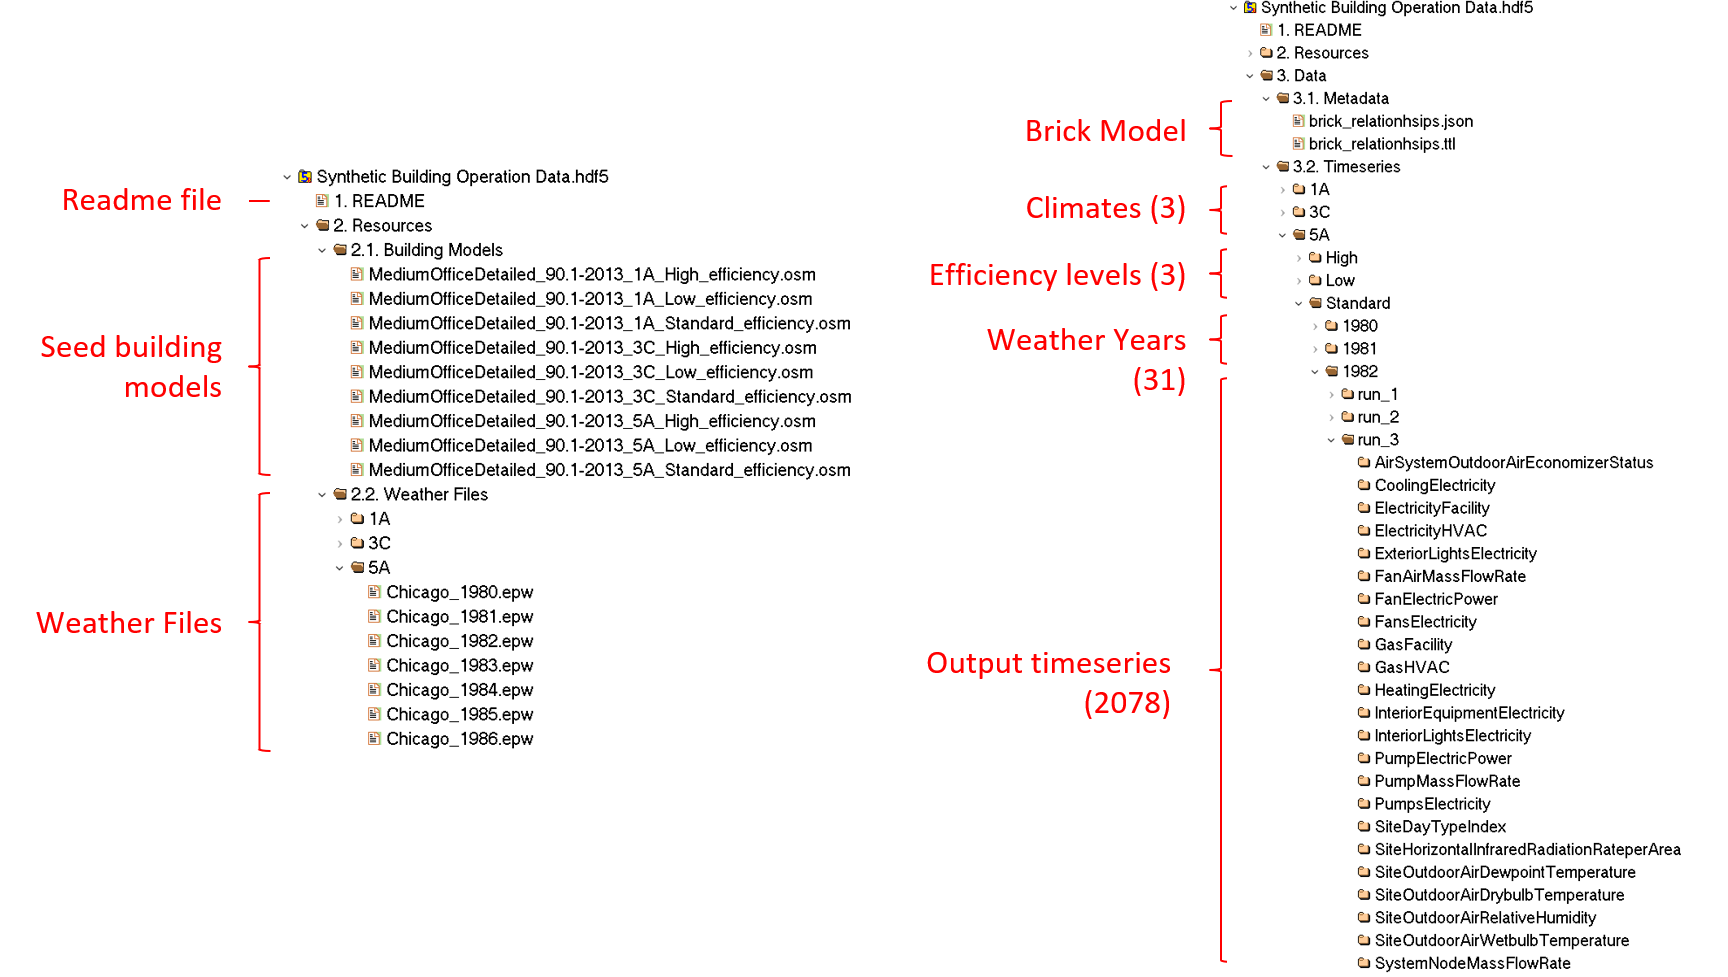 Readme file
Seed building
models
Weather Files
Synthetic Building Operation Data.hdf5
1. README
2. Resources
2.1. Building Models
MediumOfficeDetailed_90.1-2013_1A_High_efficiency.osm
MediumOfficeDetailed_90.1-2013_1A_Low_efficiency.osm
MediumOfficeDetailed_90.1-2013_1A_Standard_efficiency.osm
MediumOfficeDetailed_90.1-2013_3C_High_efficiency.osm
MediumOfficeDetailed_90.1-2013_3C_Low_efficiency.osm
MediumOfficeDetailed_90.1-2013_3C_Standard_efficiency.osm
MediumOfficeDetailed_90.1-2013_5A_High_efficiency.osm
MediumOfficeDetailed_90.1-2013_5A_Low_efficiency.osm
MediumOfficeDetailed_90.1-2013_5A_Standard_efficiency.osm
2.2. Weather Files
1A
3C
5A
Chicago_1980.epw
Chicago_1981.epw
Chicago_1982.epw
Chicago_1983.epw
Chicago_1984.epw
Chicago_1985.epw
Chicago_1986.epw
Brick Model
Climates (3)
Efficiency levels (3)
Weather Years
(31)
Output timeseries
(2078)
Synthetic Building Operation Data.hdf5
1. README
2. Resources
3. Data
3.1. Metadata
brick_relationhsips.json
brick_relationhsips.ttl
3.2. Timeseries
1A
3C
5A
High
Low
Standard
1980
1981
1982
run_1
run_2
run_3
AirSystemOutdoorAirEconomizerStatus
CoolingElectricity
ElectricityFacility
ElectricityHVAC
ExteriorLightsElectricity
FanAirMassFlowRate
FanElectricPower
FansElectricity
GasFacility
GasHVAC
HeatingElectricity
InteriorEquipmentElectricity
InteriorLightsElectricity
PumpElectricPower
PumpMassFlowRate
PumpsElectricity
SiteDayTypeIndex
SiteHorizontalInfraredRadiationRateperArea
SiteOutdoorAirDewpointTemperature
SiteOutdoorAirDrybulbTemperature
SiteOutdoorAirRelativeHumidity
SiteOutdoorAirWetbulbTemperature
SystemNodeMassFlowRate